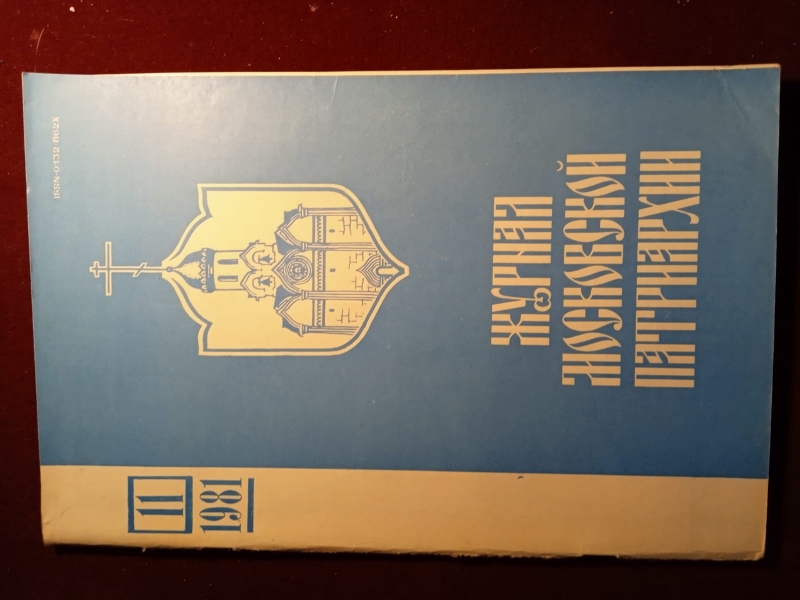 ISSN-0132-862X
11
1981
ЖУРНАЛ
МОСКОВСКОЙ
ПАТРИАРХИИ